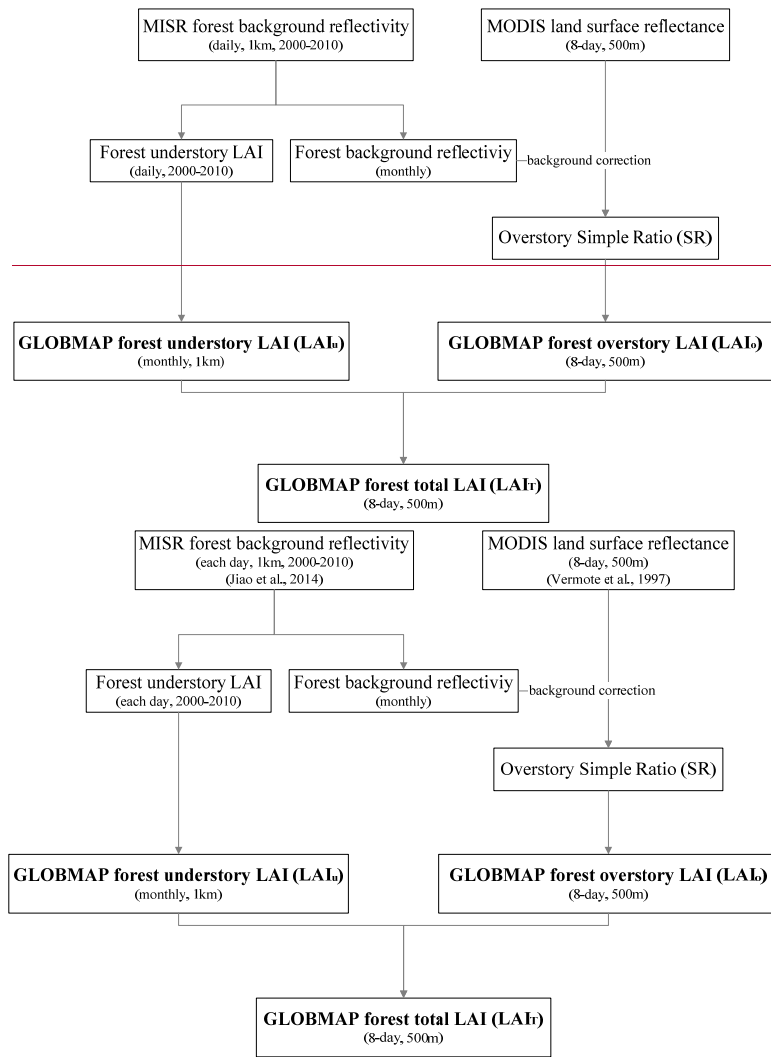 MISR forest background reflectivity
(daily, 1km, 2000-2010)
MODIS land surface reflectance
(8-day, 500m)
Forest understory LAI
(daily, 2000-2010)
Forest background reflectiviy
(monthly)
background correction
Overstory Simple Ratio (SR)
GLOBMAP forest understory LAI (LAIu)
(monthly, 1km)
GLOBMAP forest overstory LAI (LAIo)
(8-day, 500m)
GLOBMAP forest total LAI (LAIT)
(8-day, 500m)
MISR forest background reflectivity
(each day, 1km, 2000-2010)
(Jiao et al., 2014)
MODIS land surface reflectance
(8-day, 500m)
(Vermote et al., 1997)
Forest understory LAI
(each day, 2000-2010)
Forest background reflectiviy
(monthly)
background correction
Overstory Simple Ratio (SR)
GLOBMAP forest understory LAI (LAIu)
(monthly, 1km)
GLOBMAP forest overstory LAI (LAIo)
(8-day, 500m)
GLOBMAP forest total LAI (LAIT)
(8-day, 500m)